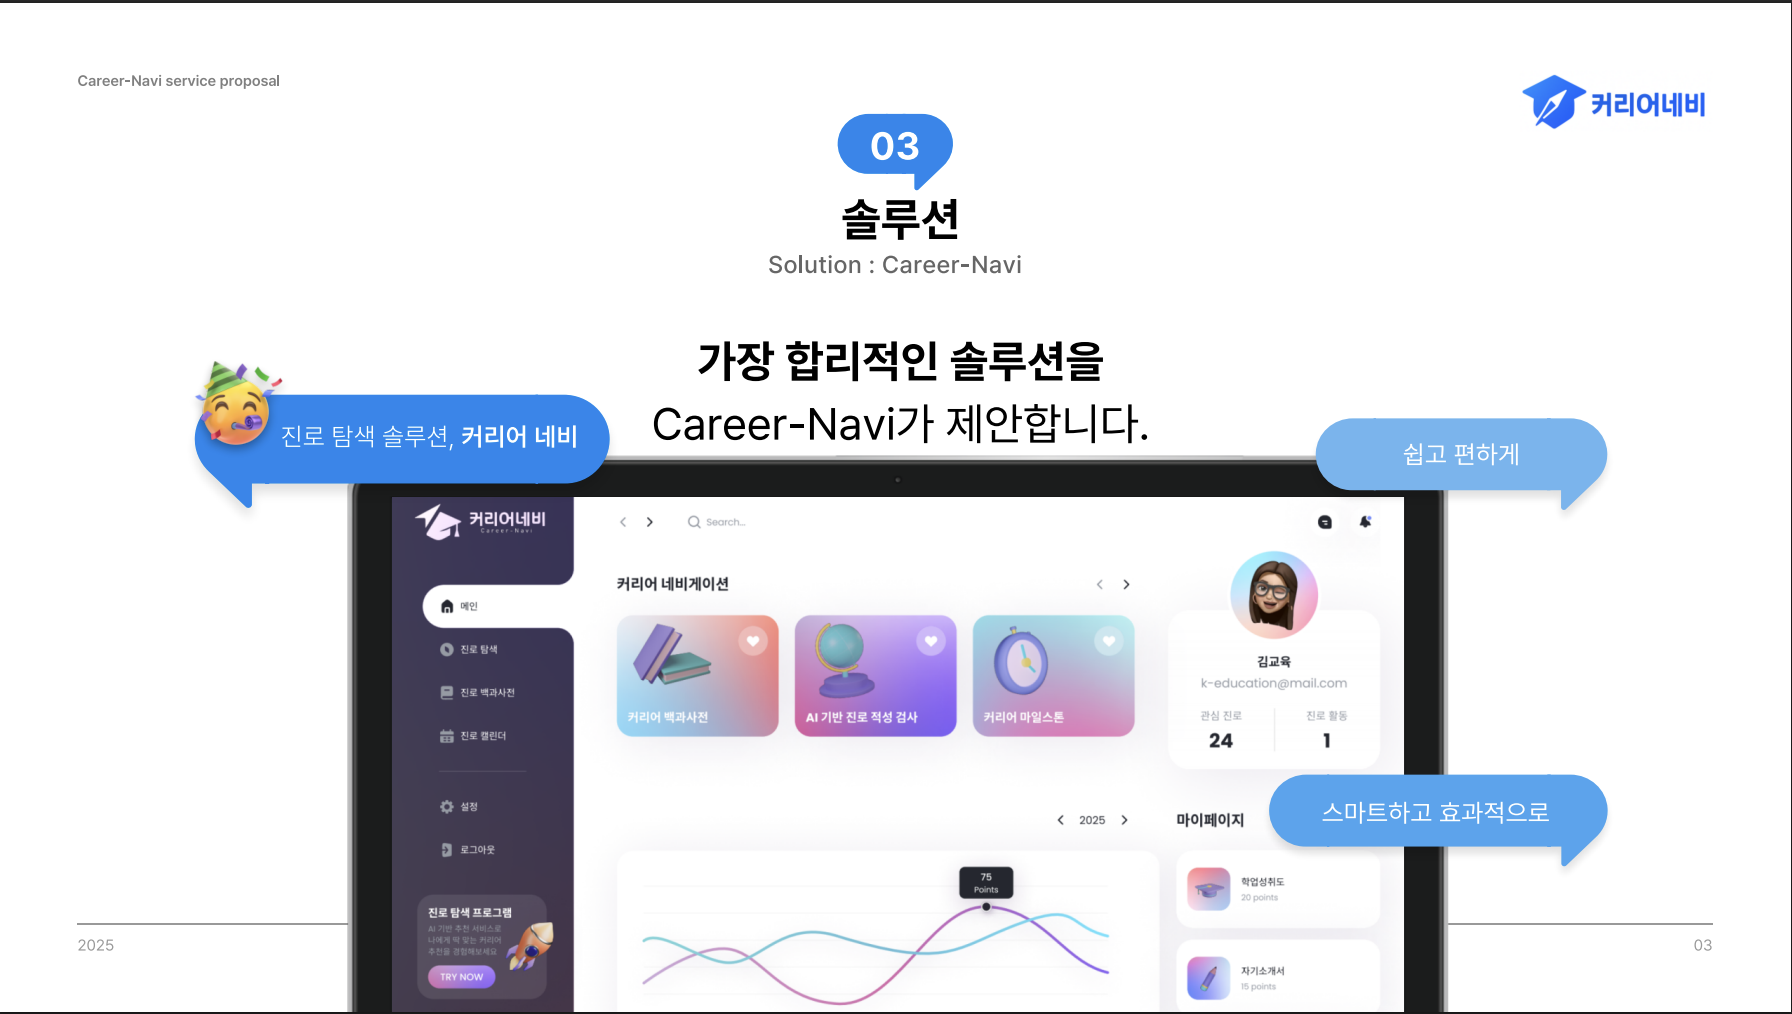 Career-Navi service proposal
커리어네비
03
솔루션
Solution : Career-Navi
가장 합리적인 솔루션을
Career-Navi가 제안합니다.
진로 탐색 솔루션, 커리어 네비
쉽고 편하게
커리어네비
Career-Navi
Search...
메인
진로 탐색
진로 백과사전
진로 캘린더
설정
로그아웃
진로 탐색 프로그램
AI 기반 추천 서비스로
나에게 딱 맞는 커리어
추천을 경험해보세요
TRY NOW
커리어 네비게이션
커리어 백과사전
AI 기반 진로 적성 검사
커리어 마일스톤
김교육
k-education@mail.com
관심 진로
24
진로 활동
1
2025
75
Points
마이페이지
스마트하고 효과적으로
학업성취도
20 points
자기소개서
15 points
2025
03